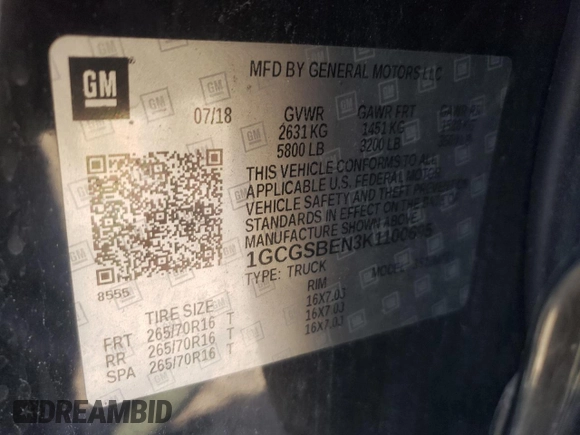 GM
MFD BY GENERAL MOTORS LLC
07/18
GVWR GAWR FRT GAWR RR
2631 KG 1451 KG
5800 LB 3200 LB
THIS VEHICLE CONFORMS TO ALL
APPLICABLE U.S. FEDERAL MOTOR
VEHICLE SAFETY AND THEFT PREVENTION
STANDARDS IN EFFECT ON THE DATE OF
MANUFACTURE SHOWN ABOVE.
TYPE: TRUCK MODEL:
8555
TIRE SIZE RIM
FRT 265/70R16 T 16X7.0J
RR 265/70R16 T 16X7.0J
SPA 265/70R16 T 16X7.0J
DREAMBID